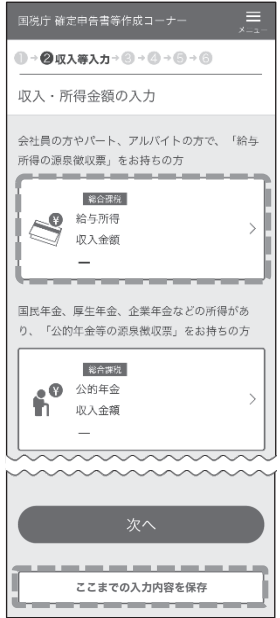 国税庁 確定申告書等作成コーナー
メニュー
1→2収入等入力→3→4→5→6
収入・所得金額の入力
会社員の方やパート、アルバイトの方で、「給与
所得の源泉徴収票」をお持ちの方
総合課税
給与所得
収入金額
ー
国民年金、厚生年金、企業年金などの所得があ
り、「公的年金等の源泉徴収票」をお持ちの方
総合課税
公的年金
収入金額
ー
次へ
ここまでの入力内容を保存